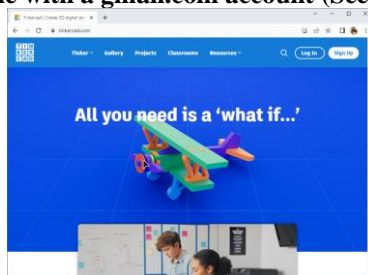 e with a gmail.com account (See
Tinkercad | Create 3D digital de
tinkercad.com
TIN
KER
CAD
Tinker Gallery Projects Classrooms Resources Log In Sign Up
All you need is a ‘what if...’